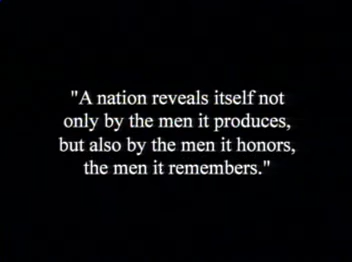 "A nation reveals itself not
only by the men it produces,
but also by the men it honors,
the men it remembers."